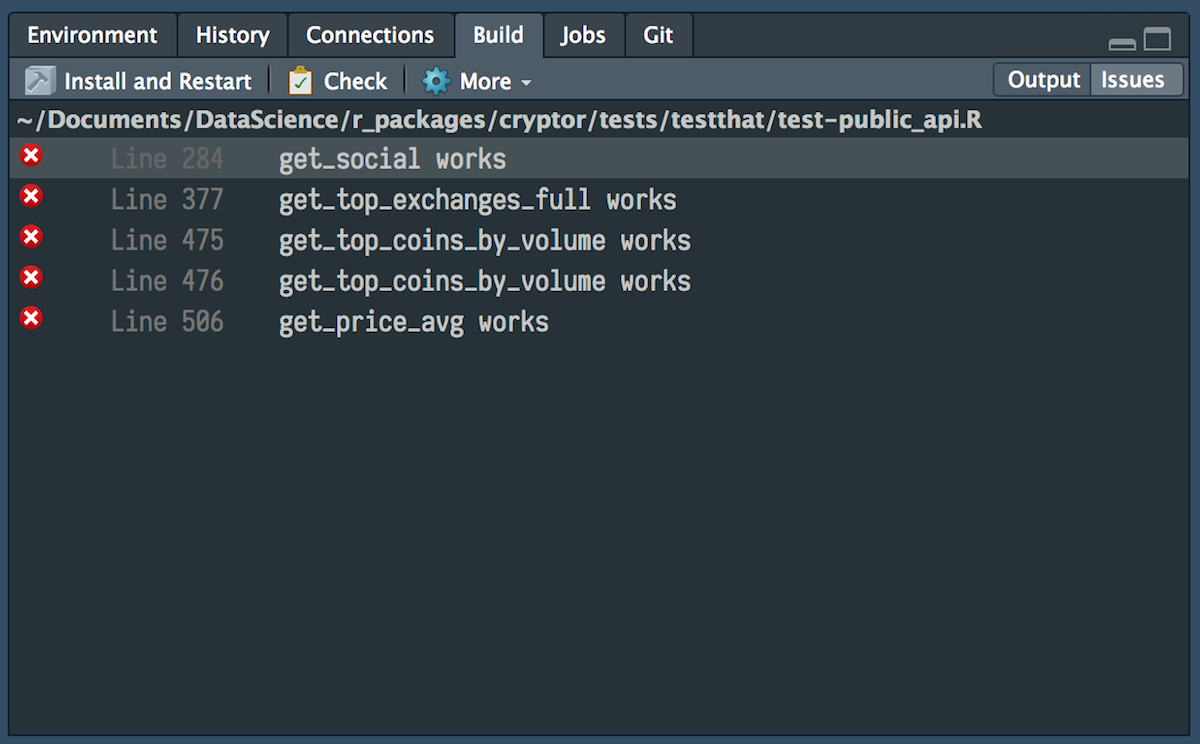 Environment History Connections Build Jobs Git
Install and Restart Check More Output Issues
~/Documents/DataScience/r_packages/cryptor/tests/testthat/test-public_api.R
Line 284 get_social works
Line 377 get_top_exchanges_full works
Line 475 get_top_coins_by_volume works
Line 476 get_top_coins_by_volume works
Line 506 get_price_avg works